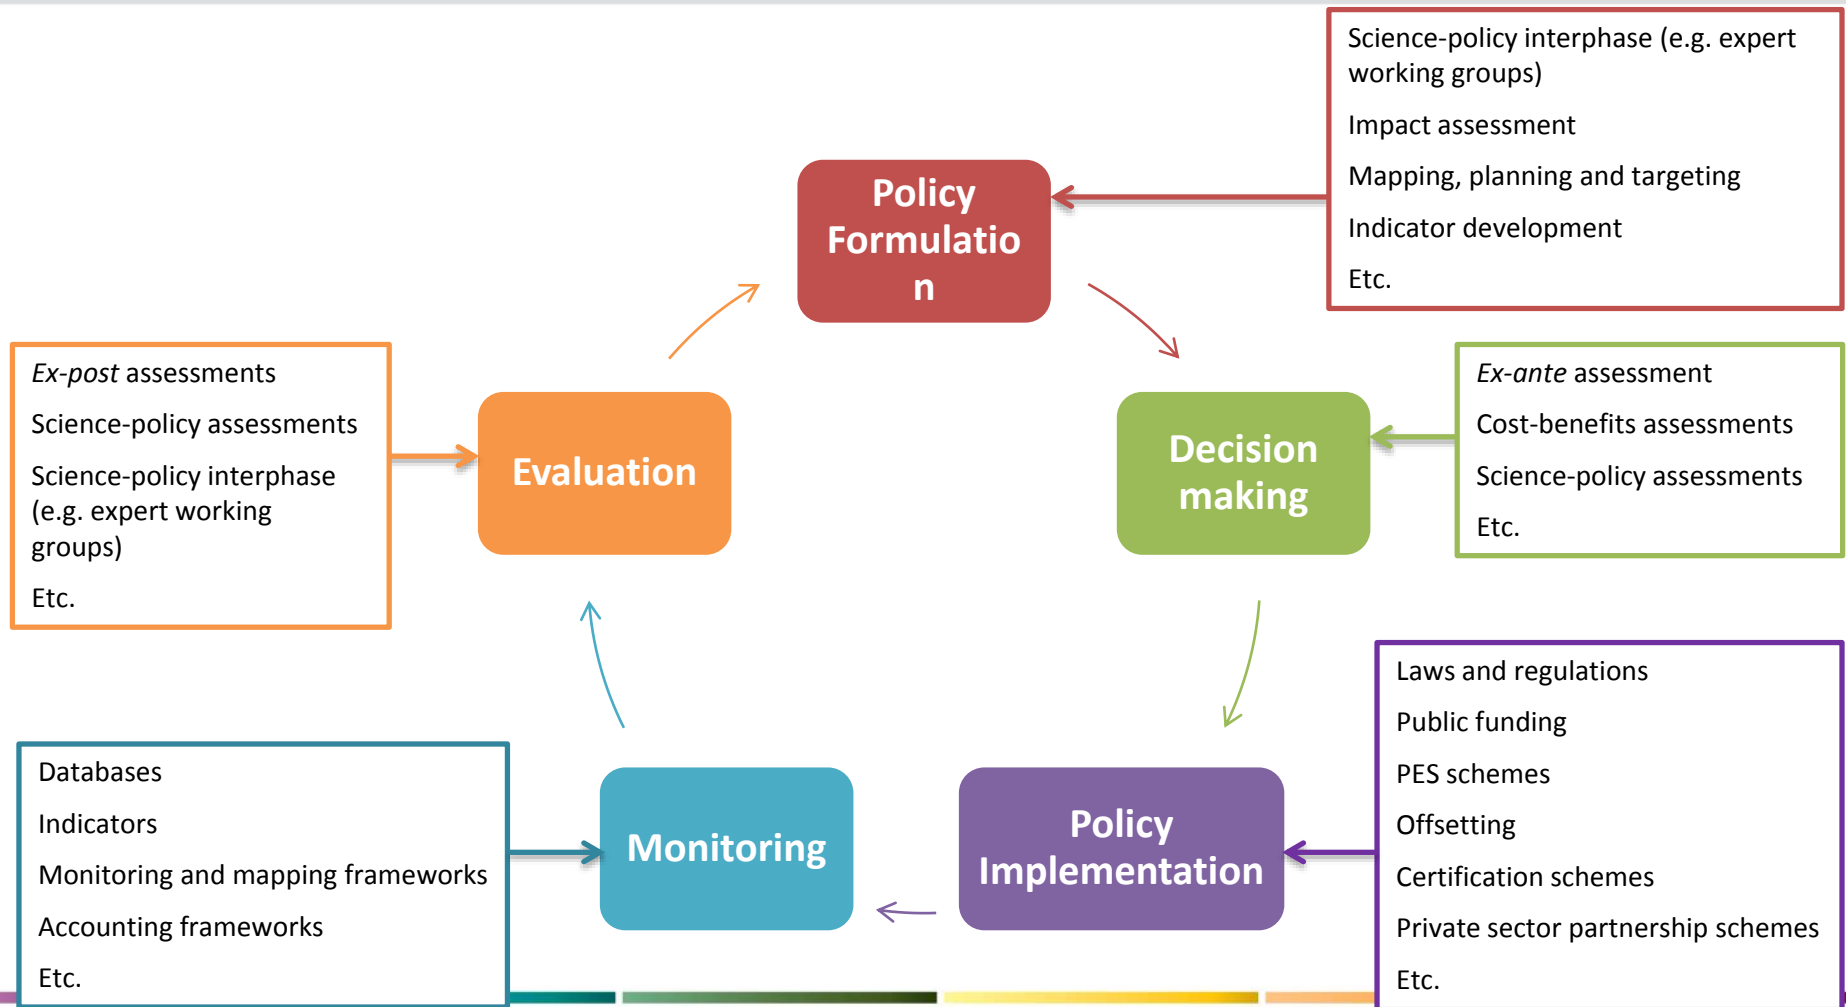 Science-policy interphase (e.g. expert
working groups)
Impact assessment
Mapping, planning and targeting
Indicator development
Etc.
Policy
Formulatio
n
Ex-post assessments
Science-policy assessments
Science-policy interphase
(e.g. expert working
groups)
Etc.
Evaluation
Decision
making
Ex-ante assessment
Cost-benefits assessments
Science-policy assessments
Etc.
Databases
Indicators
Monitoring and mapping frameworks
Accounting frameworks
Etc.
Monitoring
Policy
Implementation
Laws and regulations
Public funding
PES schemes
Offsetting
Certification schemes
Private sector partnership schemes
Etc.